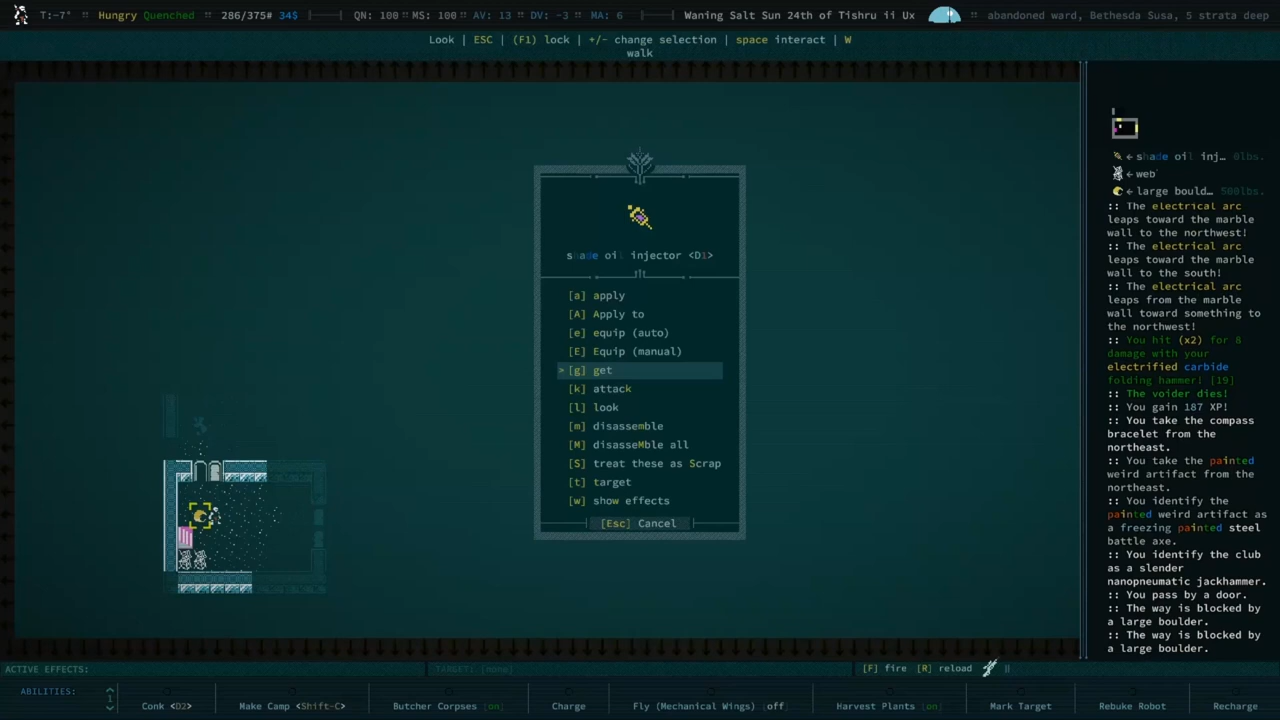 T:-7° Hungry Quenched :: 286/375# 34$ QN: 100 :: MS: 100 :: AV: 13 :: DV: -3 :: MA: 6 Waning Salt Sun 24th of Tishru ii Ux :: abandoned ward, Bethesda Susa, 5 strata deep
Look | ESC | (F1) lock | +/- change selection | space interact | W
walk
shade oil injector <D1>
[a] apply
[A] Apply to
[e] equip (auto)
[E] Equip (manual)
> [g] get
[k] attack
[l] look
[m] disassemble
[M] disasseMble all
[S] treat these as Scrap
[t] target
[w] show effects
[Esc] Cancel
← shade oil inj… 0lbs.
← web
← large bould… 500lbs.
:: The electrical arc
leaps toward the marble
wall to the northwest!
:: The electrical arc
leaps toward the marble
wall to the south!
:: The electrical arc
leaps from the marble
wall toward something to
the northwest!
:: You hit (x2) for 8
damage with your
electrified carbide
folding hammer! [19]
:: The voider dies!
:: You gain 187 XP!
:: You take the compass
bracelet from the
northeast.
:: You take the painted
weird artifact from the
northeast.
:: You identify the
painted weird artifact as
a freezing painted steel
battle axe.
:: You identify the club
as a slender
nanopneumatic jackhammer.
:: You pass by a door.
:: The way is blocked by
a large boulder.
:: The way is blocked by
a large boulder.
ACTIVE EFFECTS: TARGET: [none] [F] fire [R] reload
ABILITIES: 1 Conk <D2> Make Camp <Shift-C> Butcher Corpses [on] Charge Fly (Mechanical Wings) [off] Harvest Plants [on] Mark Target Rebuke Robot Recharge